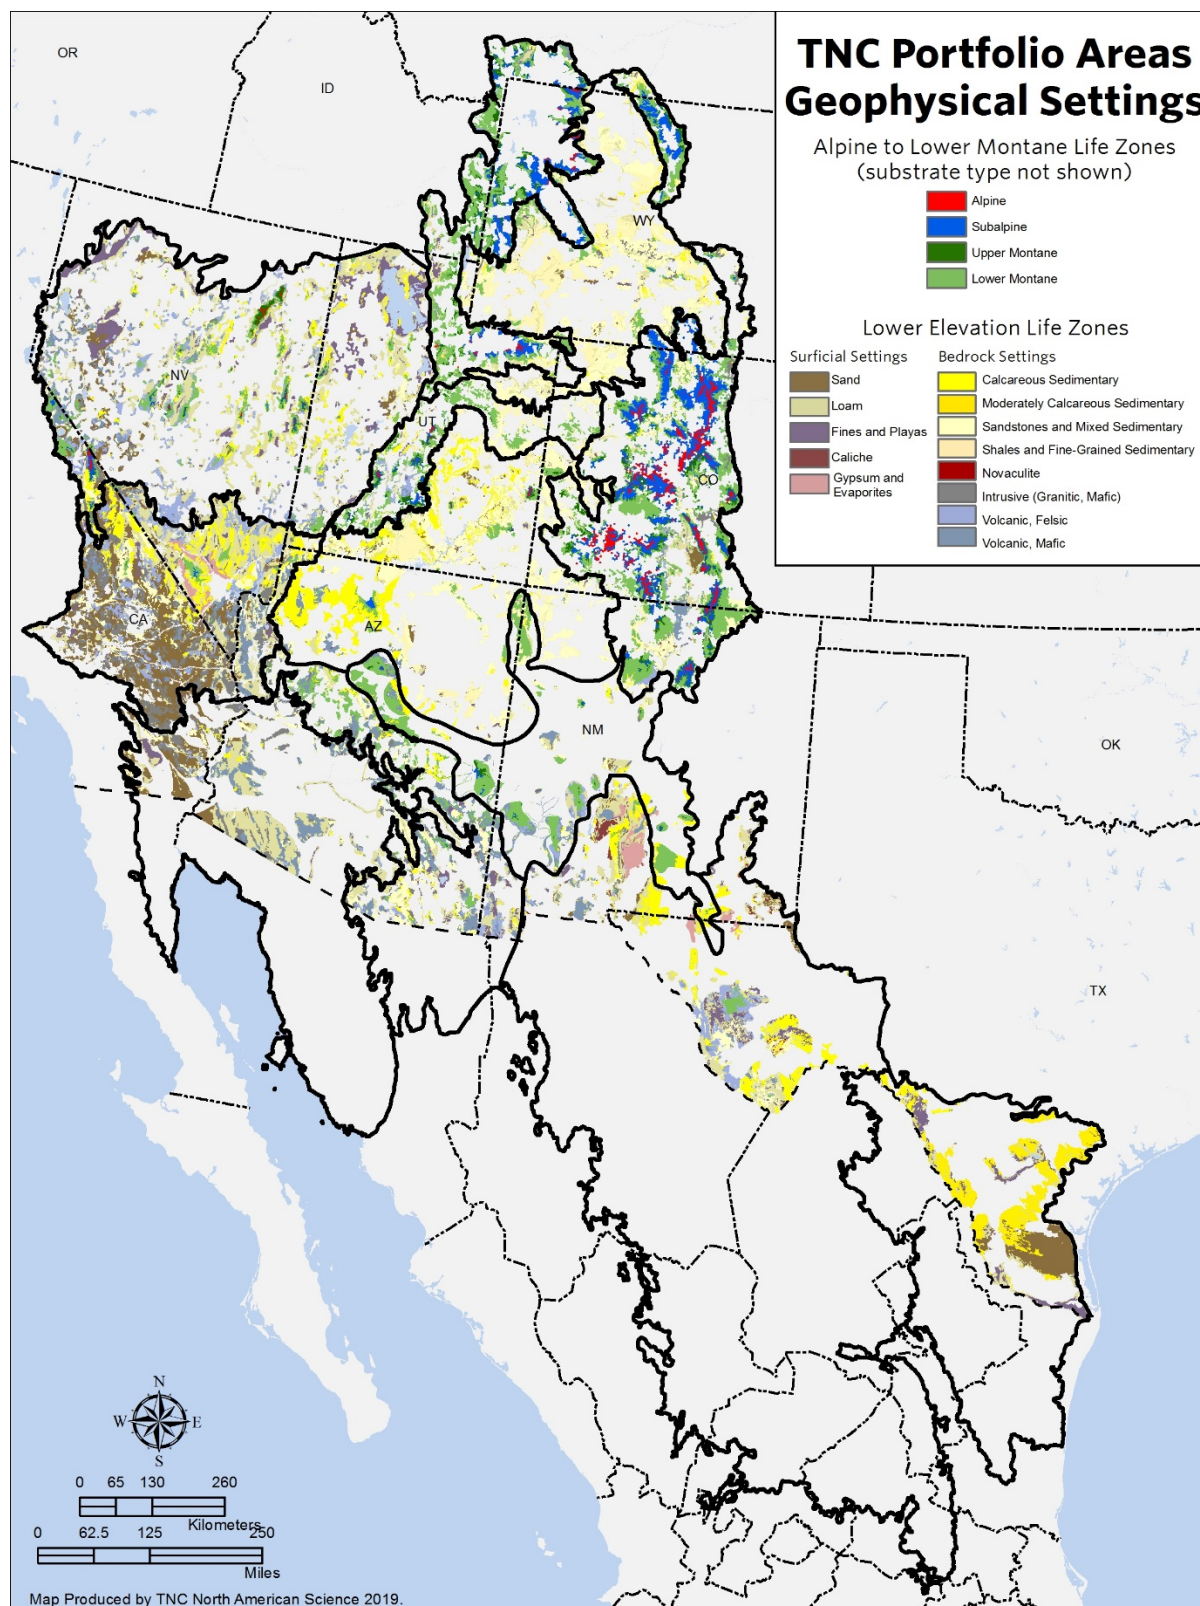 TNC Portfolio Areas
Geophysical Settings
Alpine to Lower Montane Life Zones
(substrate type not shown)
Alpine
Subalpine
Upper Montane
Lower Montane
Lower Elevation Life Zones
Surficial Settings
Sand
Loam
Fines and Playas
Caliche
Gypsum and
Evaporites
Bedrock Settings
Calcareous Sedimentary
Moderately Calcareous Sedimentary
Sandstones and Mixed Sedimentary
Shales and Fine-Grained Sedimentary
Novaculite
Intrusive (Granitic, Mafic)
Volcanic, Felsic
Volcanic, Mafic
OR
ID
WY
NV
UT
CO
CA
AZ
NM
OK
TX
N
W E
S
0 65 130 260
Kilometers
0 62.5 125 250
Miles
Map Produced by TNC North American Science 2019.